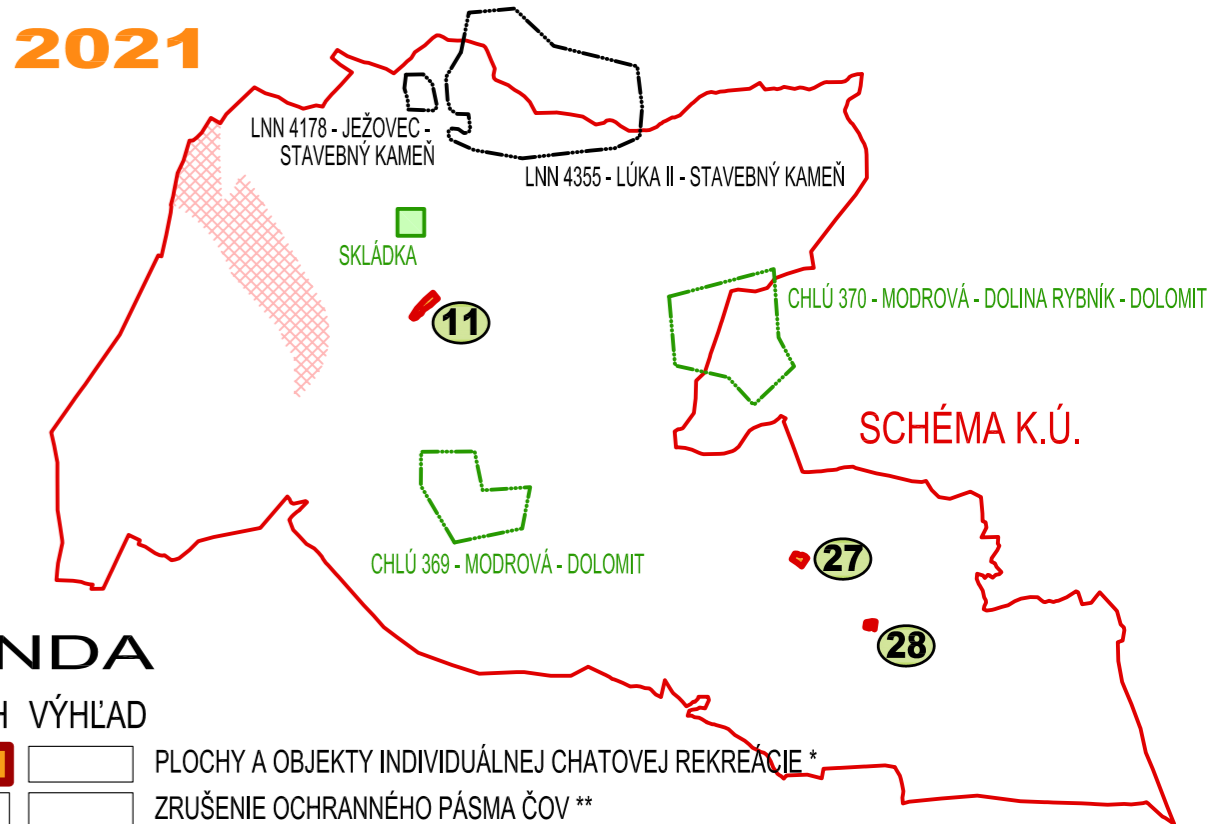 2021
LNN 4178 - JEŽOVEC -
STAVEBNÝ KAMEŇ
LNN 4355 - LÚKA II - STAVEBNÝ KAMEŇ
SKLÁDKA
11
CHLÚ 370 - MODROVÁ - DOLINA RYBNÍK - DOLOMIT
SCHÉMA K.Ú.
CHLÚ 369 - MODROVÁ - DOLOMIT
27
28
NDA
H VÝHĽAD
PLOCHY A OBJEKTY INDIVIDUÁLNEJ CHATOVEJ REKREÁCIE *
ZRUŠENIE OCHRANNÉHO PÁSMA ČOV **